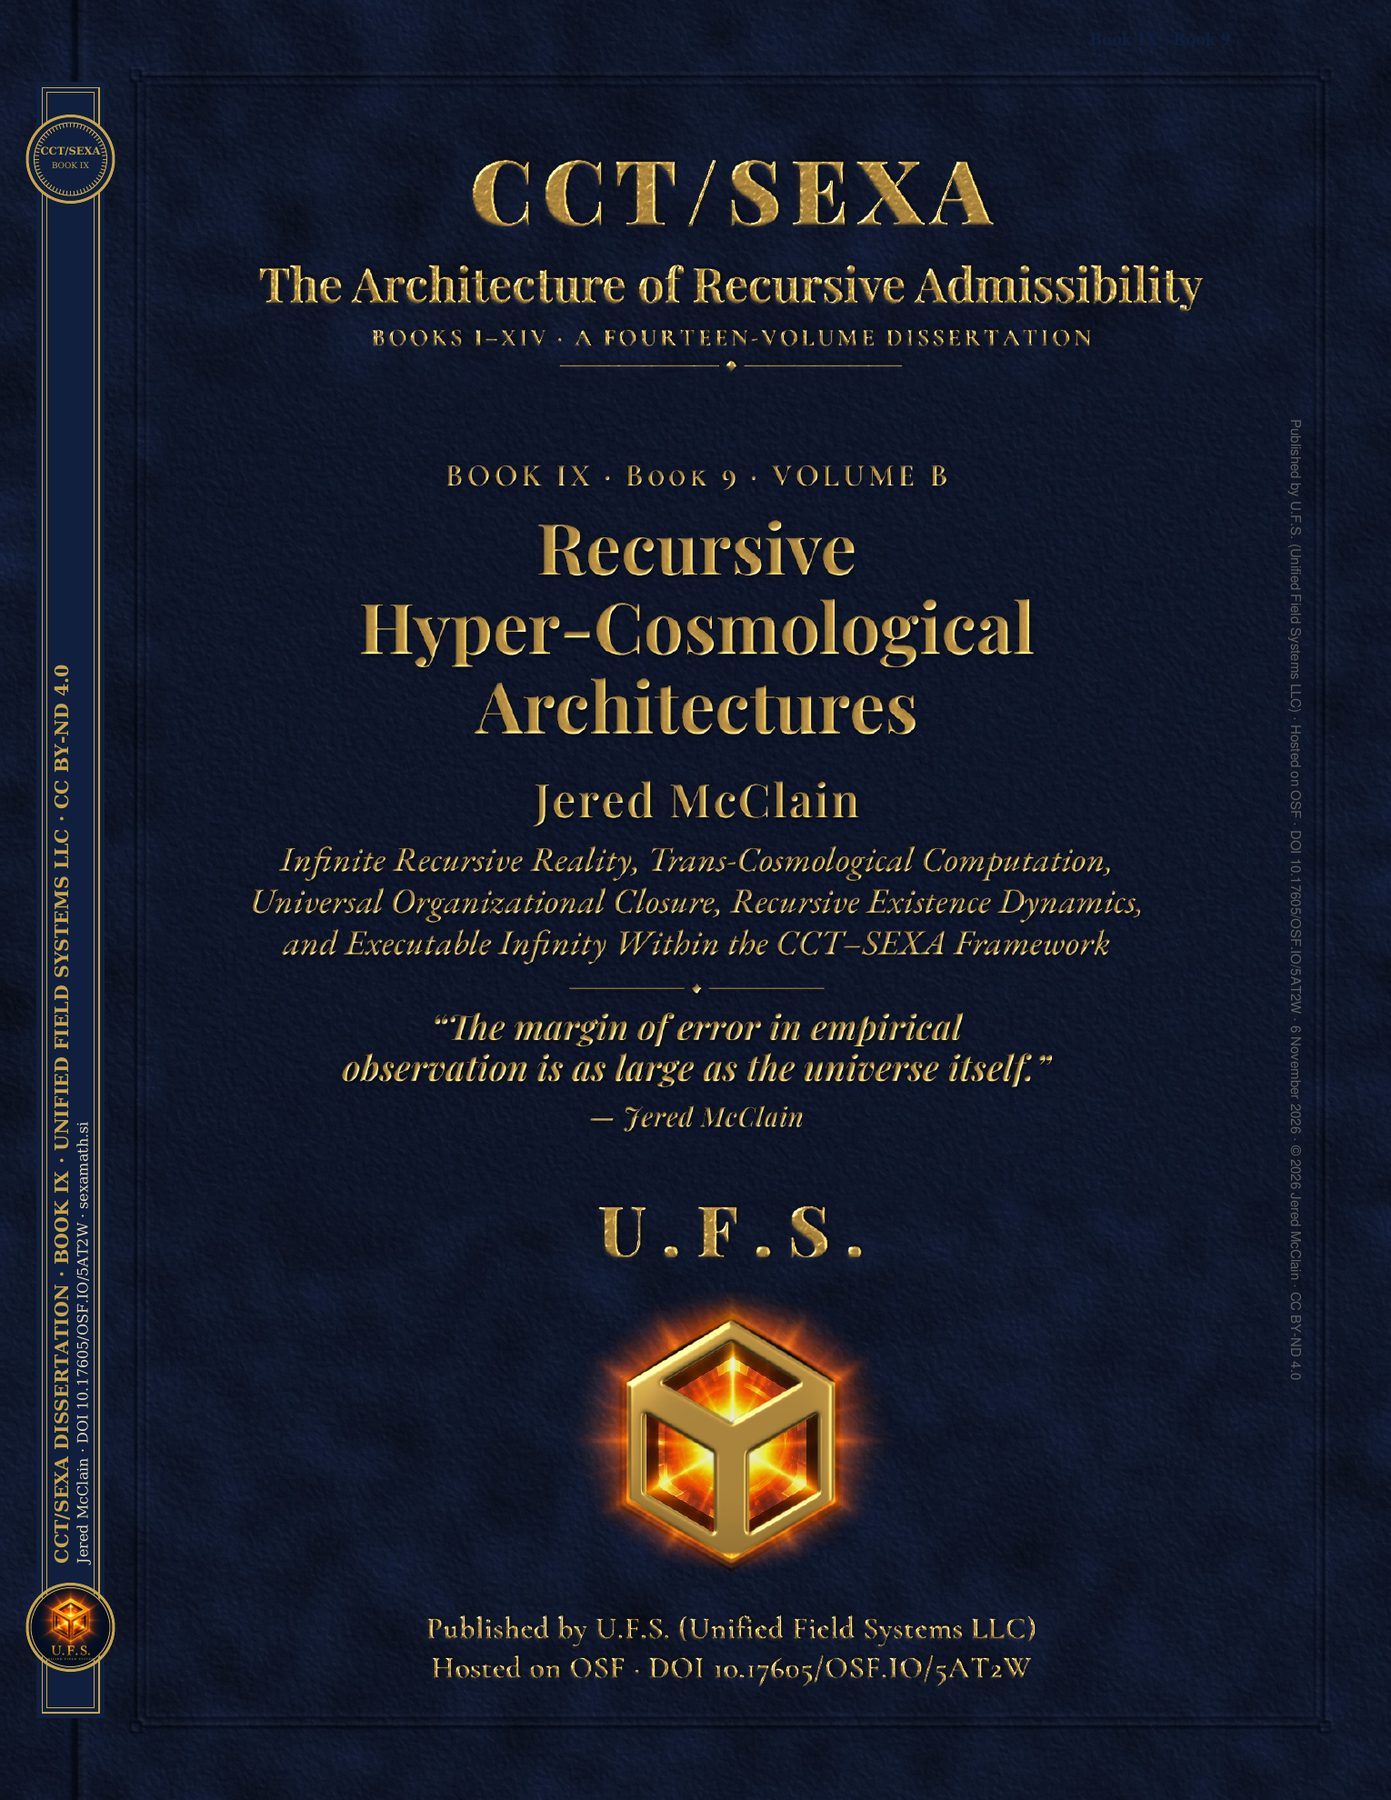 Book IX · Book 9
CCT/SEXA
The Architecture of Recursive Admissibility
BOOKS I–XIV · A FOURTEEN-VOLUME DISSERTATION
BOOK IX · Book 9 · VOLUME B
Recursive
Hyper-Cosmological
Architectures
Jered McClain
Infinite Recursive Reality, Trans-Cosmological Computation,
Universal Organizational Closure, Recursive Existence Dynamics,
and Executable Infinity Within the CCT–SEXA Framework
“The margin of error in empirical
observation is as large as the universe itself.”
— Jered McClain
U.F.S.
Published by U.F.S. (Unified Field Systems LLC)
Hosted on OSF · DOI 10.17605/OSF.IO/5AT2W
CCT/SEXA
BOOK IX
CCT/SEXA DISSERTATION · BOOK IX · UNIFIED FIELD SYSTEMS LLC · CC BY-ND 4.0
Jered McClain · DOI 10.17605/OSF.IO/5AT2W · sexamath.si
U.F.S.
Published by U.F.S. (Unified Field Systems LLC) · Hosted on OSF · DOI 10.17605/OSF.IO/5AT2W · 6 November 2026 · © 2026 Jered McClain · CC BY-ND 4.0